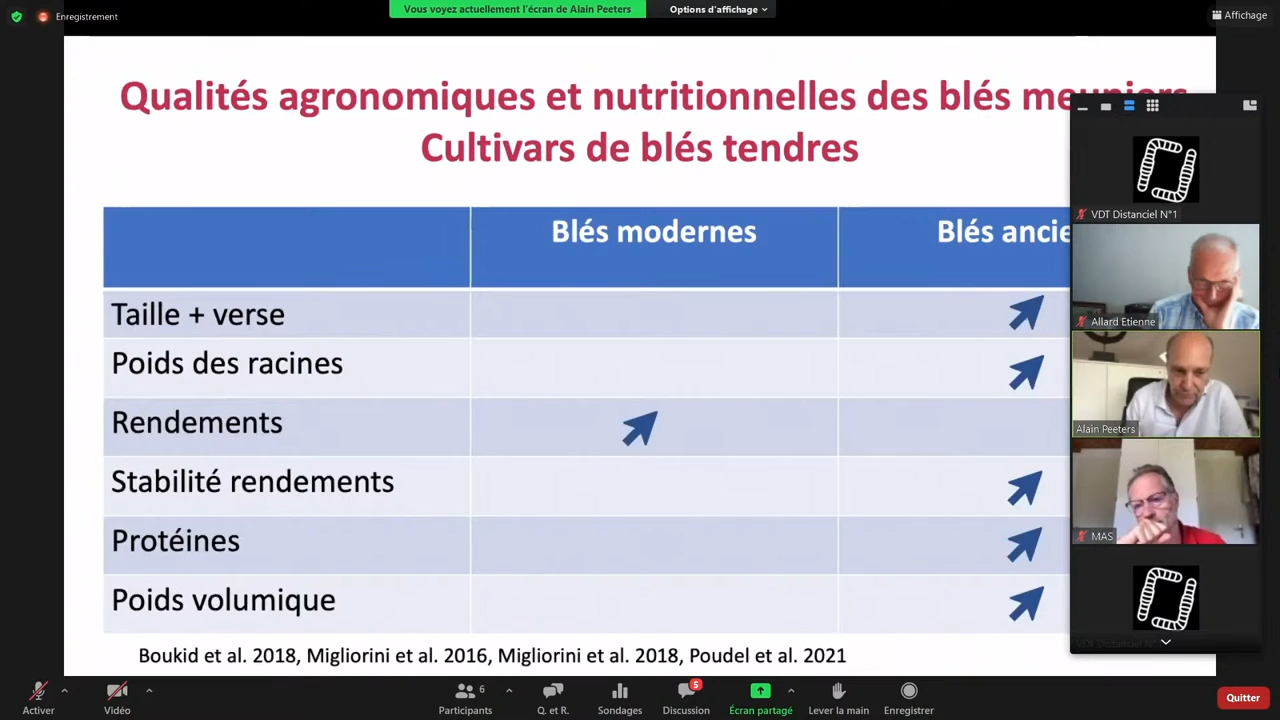 Enregistrement
Vous voyez actuellement l'écran de Alain Peeters
Options d'affichage
Affichage
Qualités agronomiques et nutritionnelles des blés meuniers
Cultivars de blés tendres
Blés modernes
Blés ancie
Taille + verse
Poids des racines
Rendements
Stabilité rendements
Protéines
Poids volumique
Boukid et al. 2018, Migliorini et al. 2016, Migliorini et al. 2018, Poudel et al. 2021
VDT Distanciel N°1
Allard Etienne
Alain Peeters
MAS
Activer
Vidéo
6
Participants
Q. et R.
Sondages
5
Discussion
Écran partagé
Lever la main
Enregistrer
Quitter